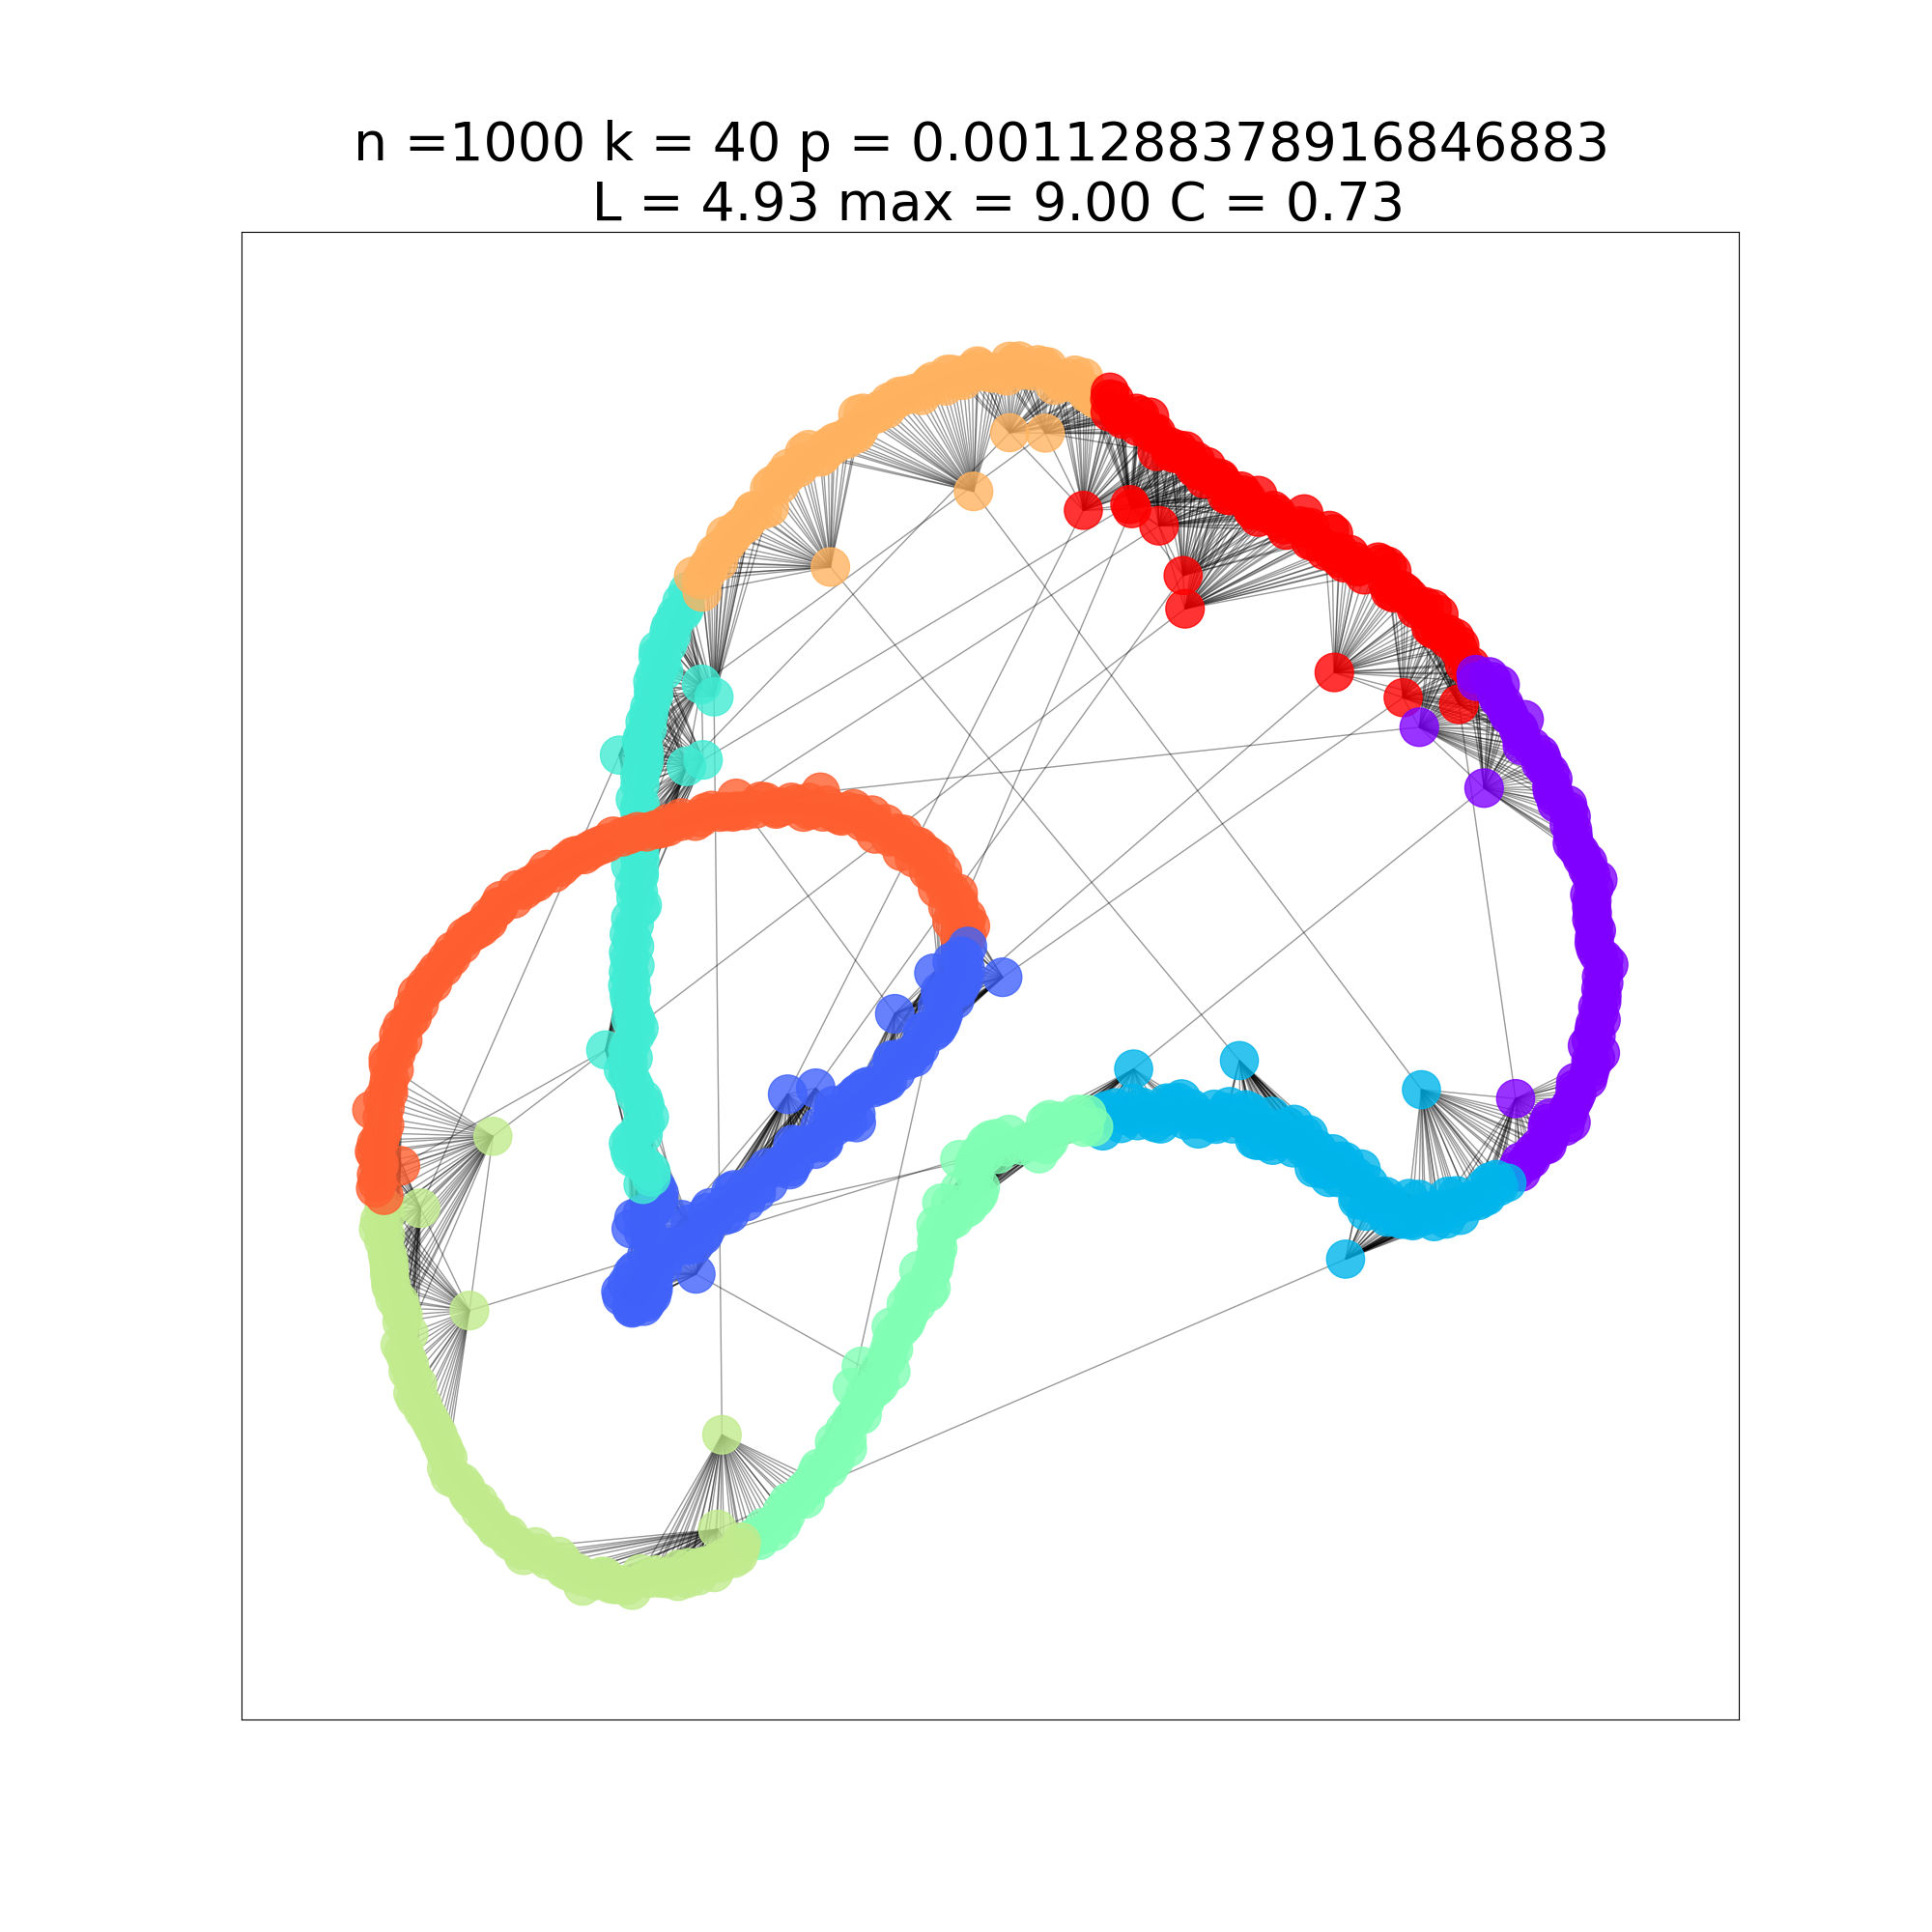 n =1000 k = 40 p = 0.0011288378916846883
L = 4.93 max = 9.00 C = 0.73